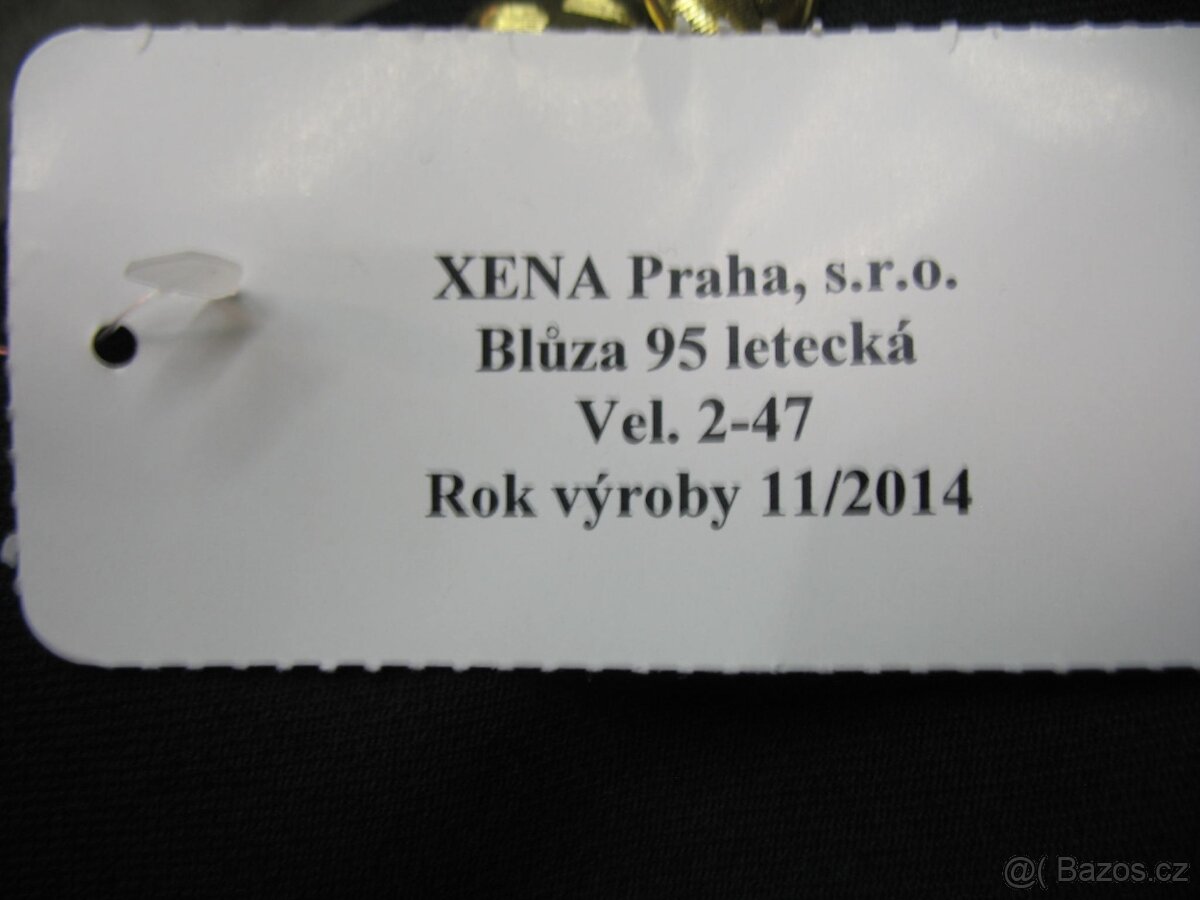 XENA Praha, s.r.o.
Blůza 95 letecká
Vel. 2-47
Rok výroby 11/2014
@( Bazos.cz